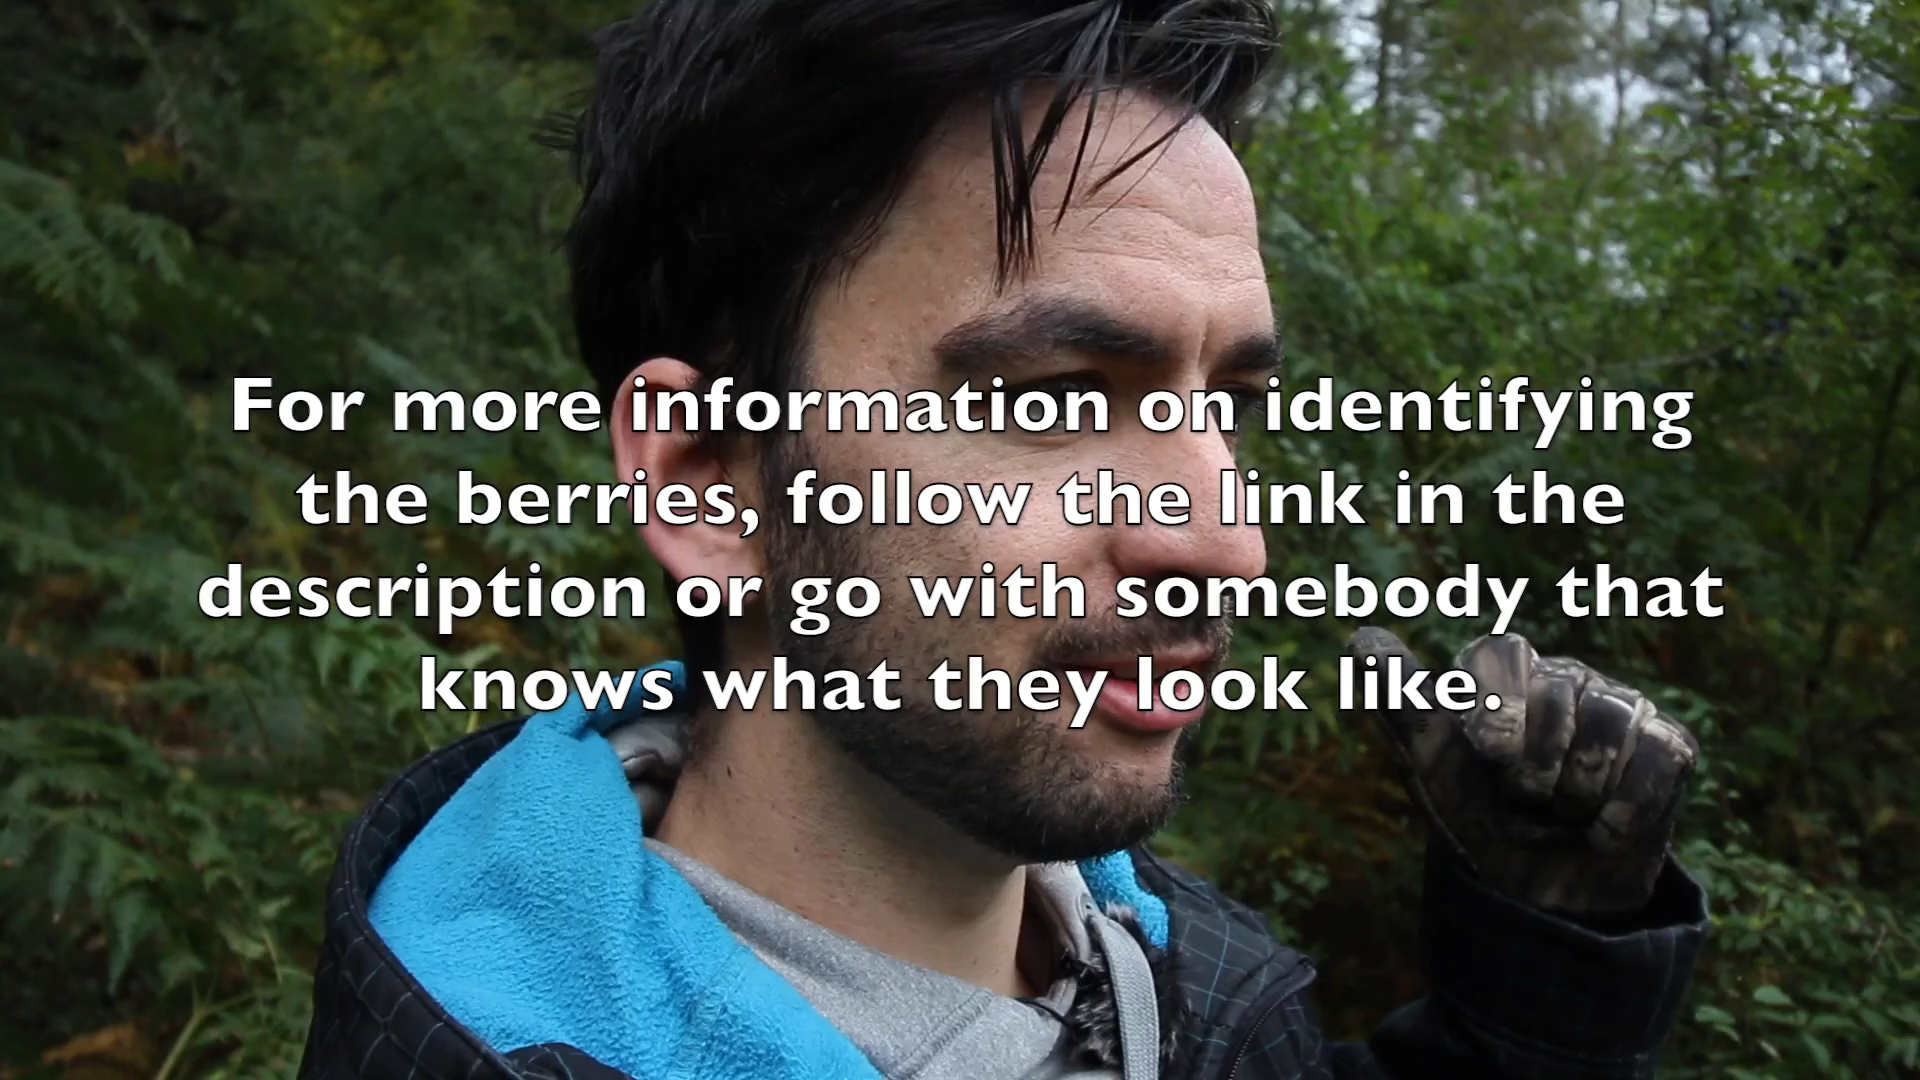 For more information on identifying
the berries, follow the link in the
description or go with somebody that
knows what they look like.